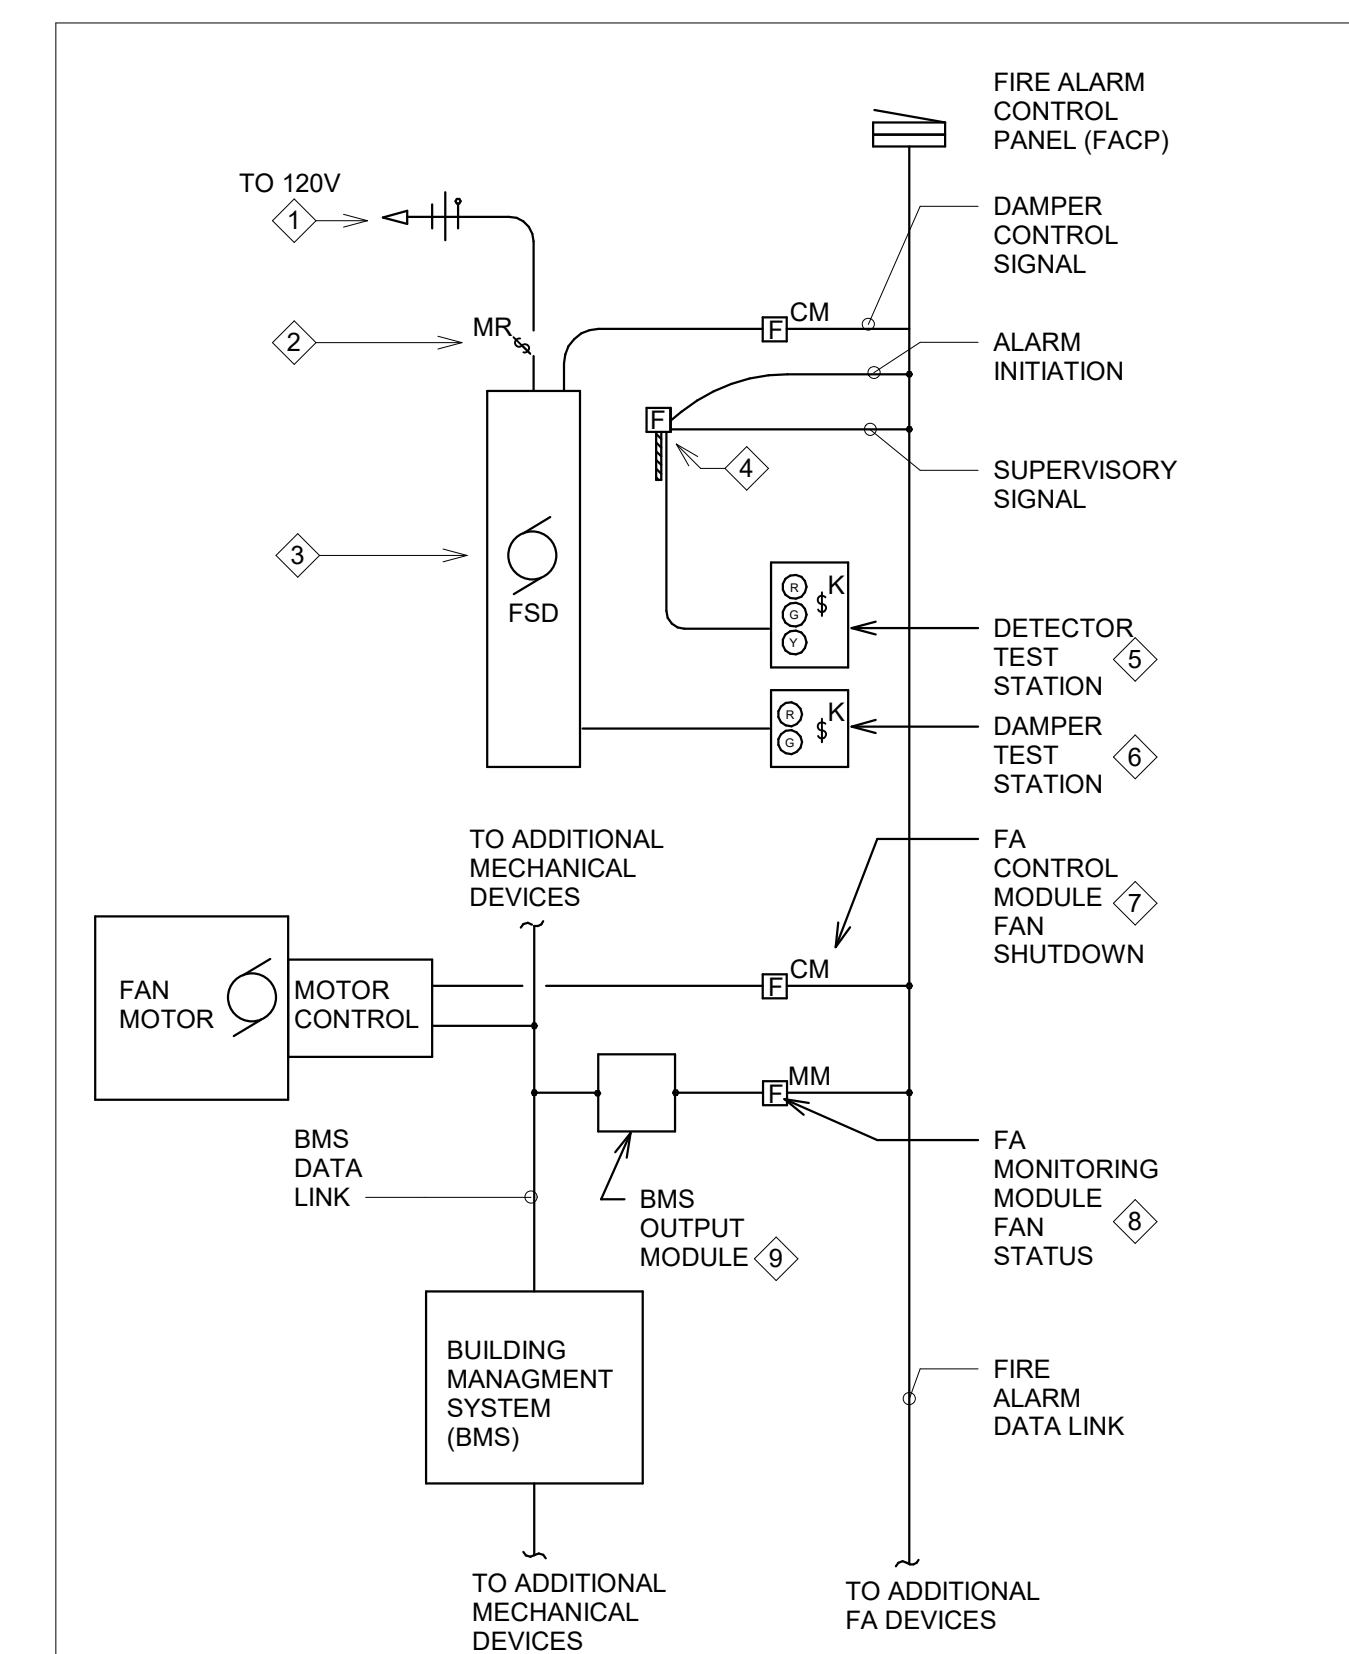 FIRE ALARM
CONTROL
PANEL (FACP)
TO 120V
1
DAMPER
CONTROL
SIGNAL
2
MR
$
F
CM
ALARM
INITIATION
F
4
SUPERVISORY
SIGNAL
3
FSD
R
G
Y
$
K
DETECTOR
TEST
STATION
5
R
G
$
K
DAMPER
TEST
STATION
6
TO ADDITIONAL
MECHANICAL
DEVICES
FA
CONTROL
MODULE
FAN
SHUTDOWN
7
FAN
MOTOR
MOTOR
CONTROL
F
CM
F
MM
BMS
DATA
LINK
BMS
OUTPUT
MODULE
9
FA
MONITORING
MODULE
FAN
STATUS
8
BUILDING
MANAGMENT
SYSTEM
(BMS)
FIRE
ALARM
DATA LINK
TO ADDITIONAL
MECHANICAL
DEVICES
TO ADDITIONAL
FA DEVICES